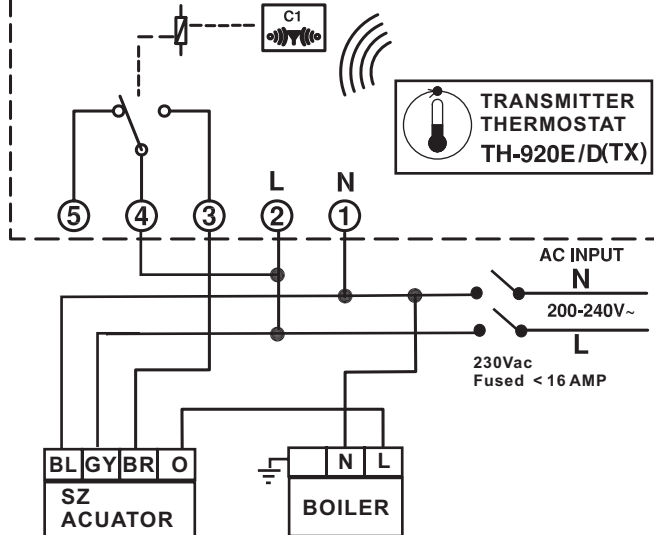 C1
TRANSMITTER
THERMOSTAT
TH-920E/D(TX)
L N
5 4 3 2 1
AC INPUT
N
200-240V~
L
230Vac
Fused < 16 AMP
BL GY BR O
N L
SZ
ACUATOR
BOILER